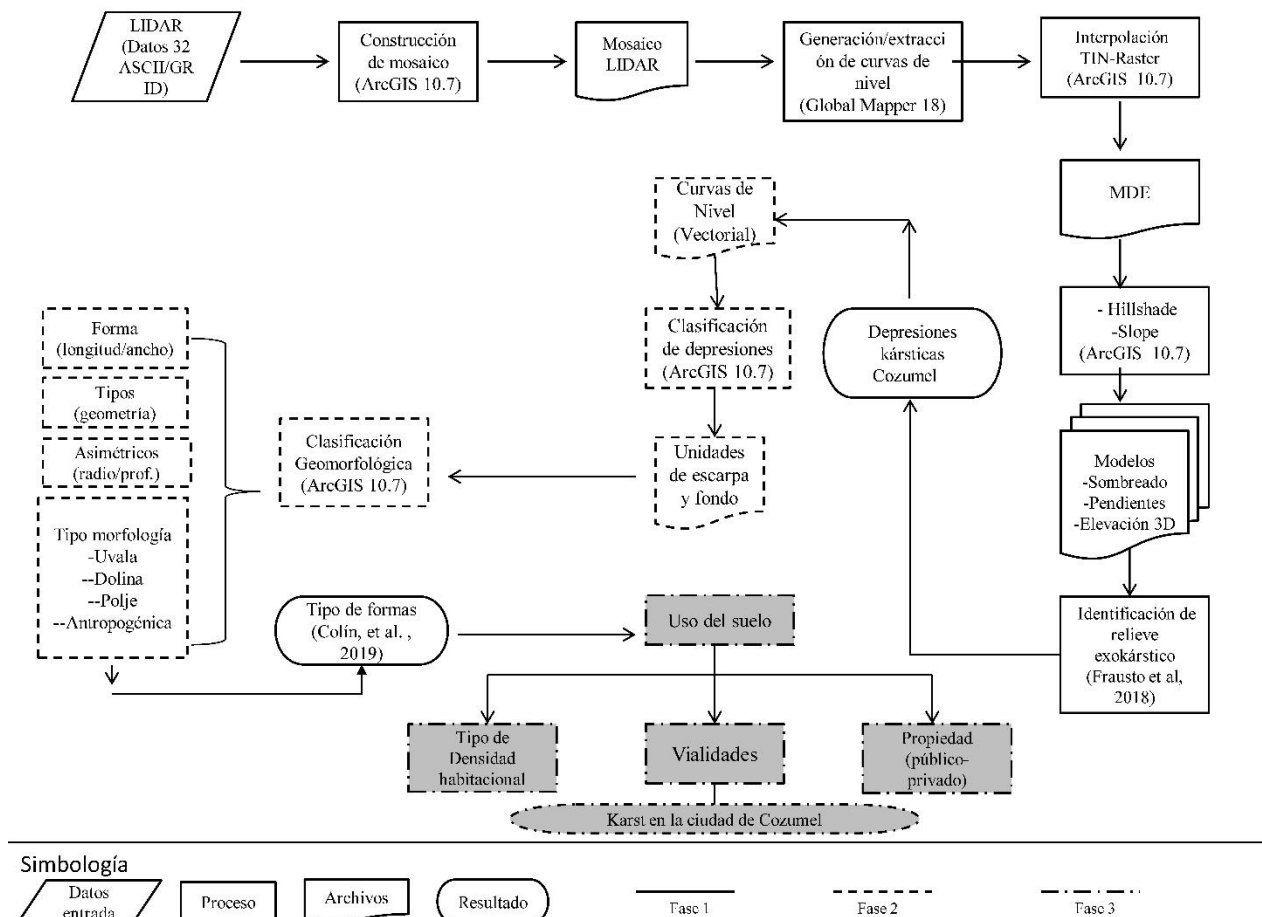 LIDAR
(Datos 32
ASCII/GR
ID)
Construcción
de mosaico
(ArcGIS 10.7)
Mosaico
LIDAR
Generación/extracci
ón de curvas de
nivel
(Global Mapper 18)
Interpolación
TIN-Raster
(ArcGIS 10.7)
MDE
- Hillshade
-Slope
(ArcGIS 10.7)
Modelos
-Sombreado
-Pendientes
-Elevación 3D
Identificación de
relieve
exokárstico
(Frausto et al,
2018)
Depresiones
kársticas
Cozumel
Curvas de
Nivel
(Vectorial)
Clasificación
de depresiones
(ArcGIS 10.7)
Unidades
de escarpa
y fondo
Clasificación
Geomorfológica
(ArcGIS 10.7)
Forma
(longitud/ancho)
Tipos
(geometría)
Asimétricos
(radio/prof.)
Tipo morfología
-Uvala
--Dolina
--Polje
--Antropogénica
Tipo de formas
(Colín, et al. ,
2019)
Uso del suelo
Tipo de
Densidad
habitacional
Vialidades
Propiedad
(público-
privado)
Karst en la ciudad de Cozumel
Simbología
Datos
entrada
Proceso
Archivos
Resultado
Fase 1
Fase 2
Fase 3